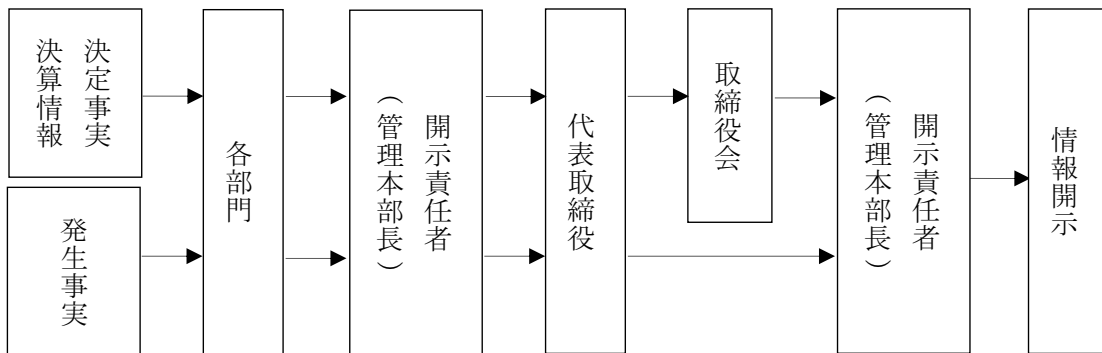 決定事実
決算情報
発生事実
各部門
開示責任者
(管理本部長)
代表取締役
取締役会
開示責任者
(管理本部長)
情報開示